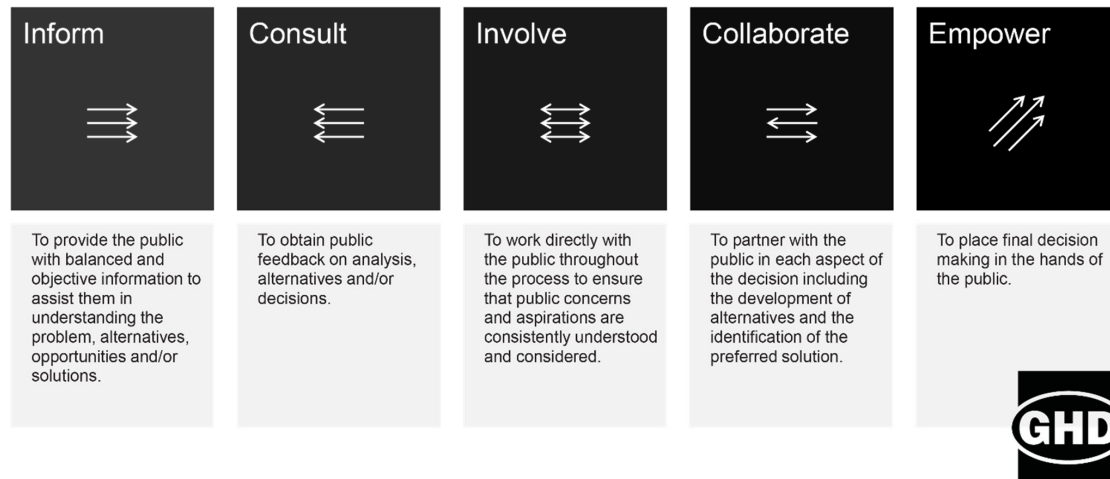 Inform
To provide the public
with balanced and
objective information to
assist them in
understanding the
problem, alternatives,
opportunities and/or
solutions.
Consult
To obtain public
feedback on analysis,
alternatives and/or
decisions.
Involve
To work directly with
the public throughout
the process to ensure
that public concerns
and aspirations are
consistently understood
and considered.
Collaborate
To partner with the
public in each aspect of
the decision including
the development of
alternatives and the
identification of the
preferred solution.
Empower
To place final decision
making in the hands of
the public.
GHD